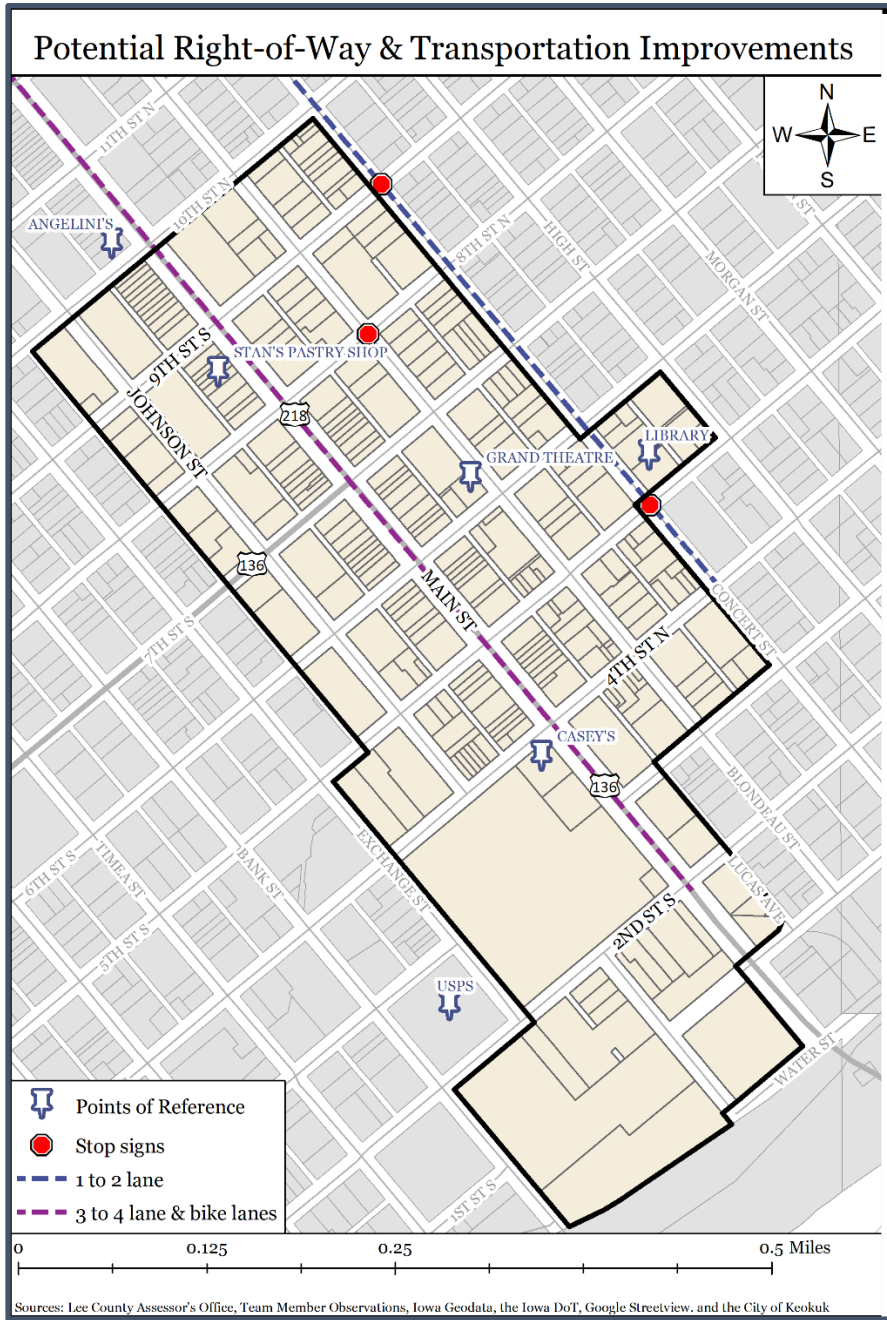 Potential Right-of-Way & Transportation Improvements
N
W E
S
11TH ST N
10TH ST N
ANGELINI'S
8TH ST N
HIGH ST
MORGAN ST
9TH ST S
STAN'S PASTRY SHOP
JOHNSON ST
218
LIBRARY
GRAND THEATRE
136
7TH ST S
MAIN ST
CONCERT ST
4TH ST N
CASEY'S
136
BLONDEAU ST
EXCHANGE ST
6TH ST S
TIMEA ST
BANK ST
LUCAS AVE
5TH ST S
2ND ST S
USPS
WATER ST
1ST ST S
Points of Reference
Stop signs
1 to 2 lane
3 to 4 lane & bike lanes
0 0.125 0.25 0.5 Miles
Sources: Lee County Assessor's Office, Team Member Observations, Iowa Geodata, the Iowa DoT, Google Streetview. and the City of Keokuk